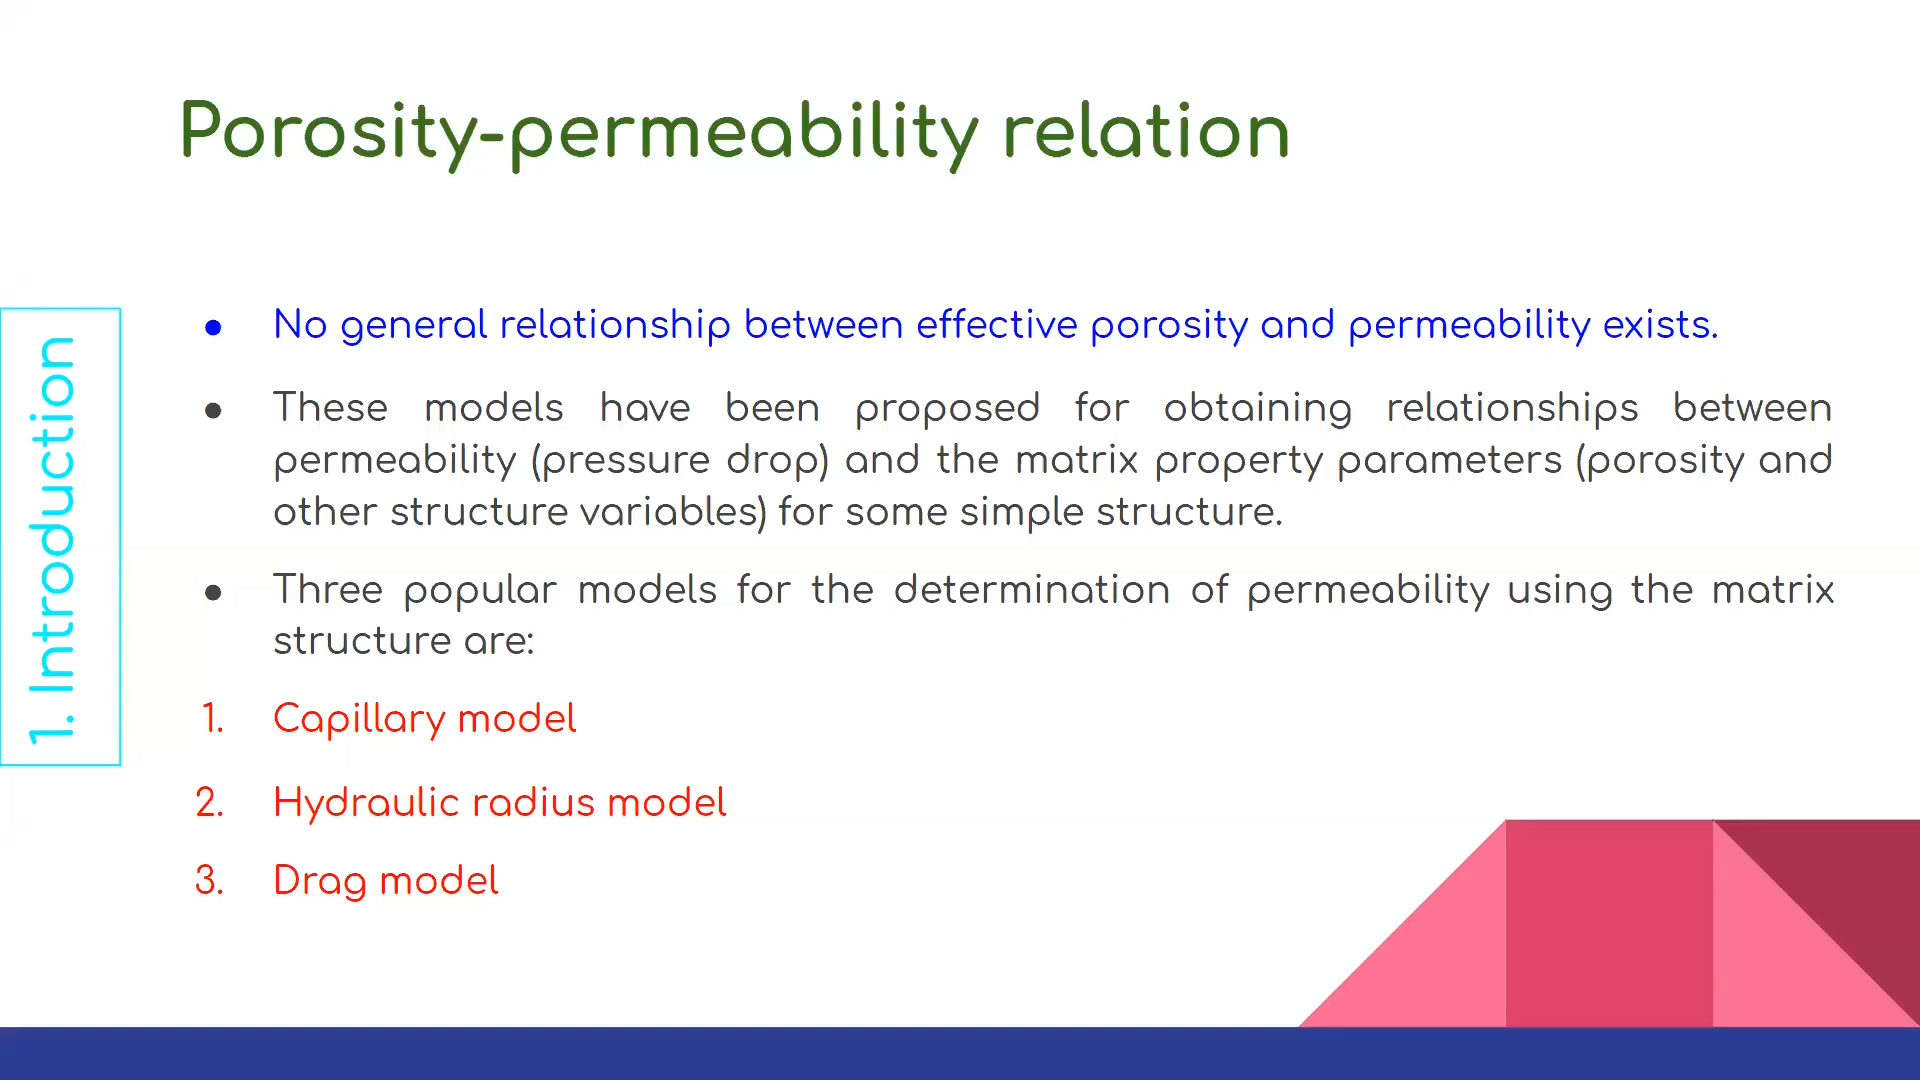 Porosity-permeability relation
1. Introduction
● No general relationship between effective porosity and permeability exists.
● These models have been proposed for obtaining relationships between
permeability (pressure drop) and the matrix property parameters (porosity and
other structure variables) for some simple structure.
● Three popular models for the determination of permeability using the matrix
structure are:
1. Capillary model
2. Hydraulic radius model
3. Drag model